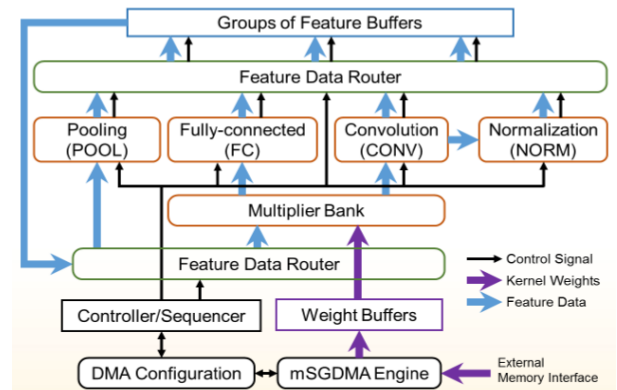 Groups of Feature Buffers
Feature Data Router
Pooling
(POOL)
Fully-connected
(FC)
Convolution
(CONV)
Normalization
(NORM)
Multiplier Bank
Feature Data Router
Control Signal
Kernel Weights
Feature Data
Controller/Sequencer
Weight Buffers
DMA Configuration
mSGDMA Engine
External
Memory Interface